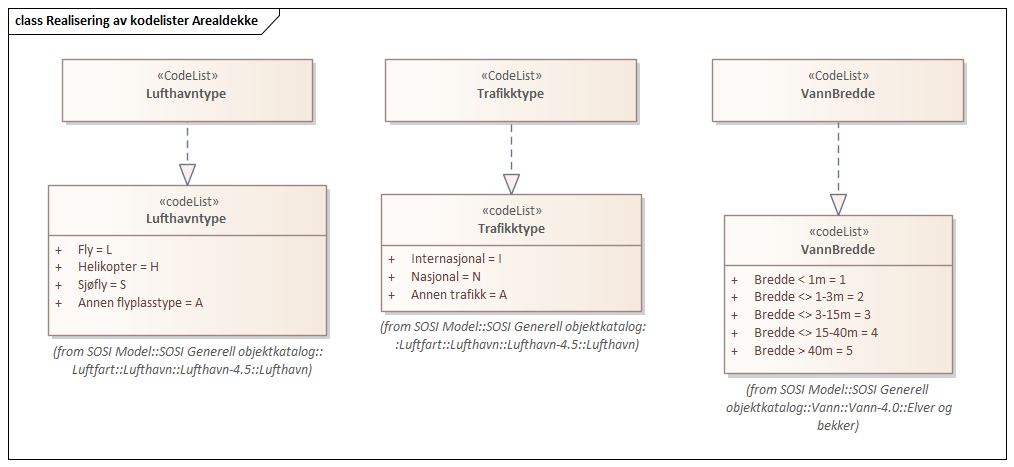 class Realisering av kodelister Arealdekke
«CodeList»
Lufthavntype
«codeList»
Lufthavntype
+ Fly = L
+ Helikopter = H
+ Sjøfly = S
+ Annen flyplasstype = A
(from SOSI Model::SOSI Generell objektkatalog::
Luftfart::Lufthavn::Lufthavn-4.5::Lufthavn)
«CodeList»
Trafikktype
«codeList»
Trafikktype
+ Internasjonal = I
+ Nasjonal = N
+ Annen trafikk = A
(from SOSI Model::SOSI Generell objektkatalog:
:Luftfart::Lufthavn::Lufthavn-4.5::Lufthavn)
«CodeList»
VannBredde
«codeList»
VannBredde
+ Bredde < 1m = 1
+ Bredde <> 1-3m = 2
+ Bredde <> 3-15m = 3
+ Bredde <> 15-40m = 4
+ Bredde > 40m = 5
(from SOSI Model::SOSI Generell
objektkatalog::Vann::Vann-4.0::Elver og
bekker)